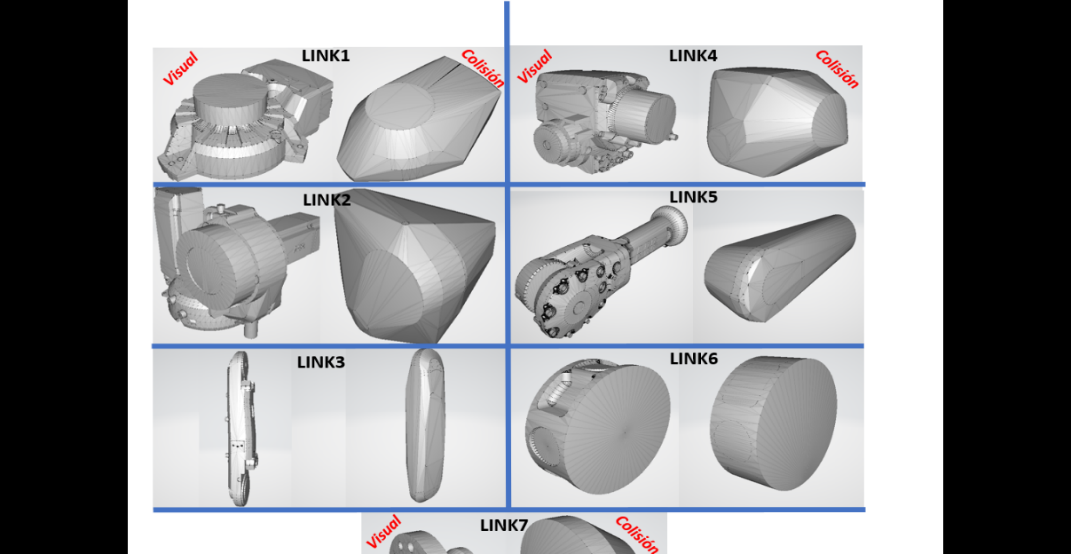 LINK1
Visual
Colisión
LINK4
Visual
Colisión
LINK2
LINK5
LINK3
LINK6
LINK7
Visual
Colisión